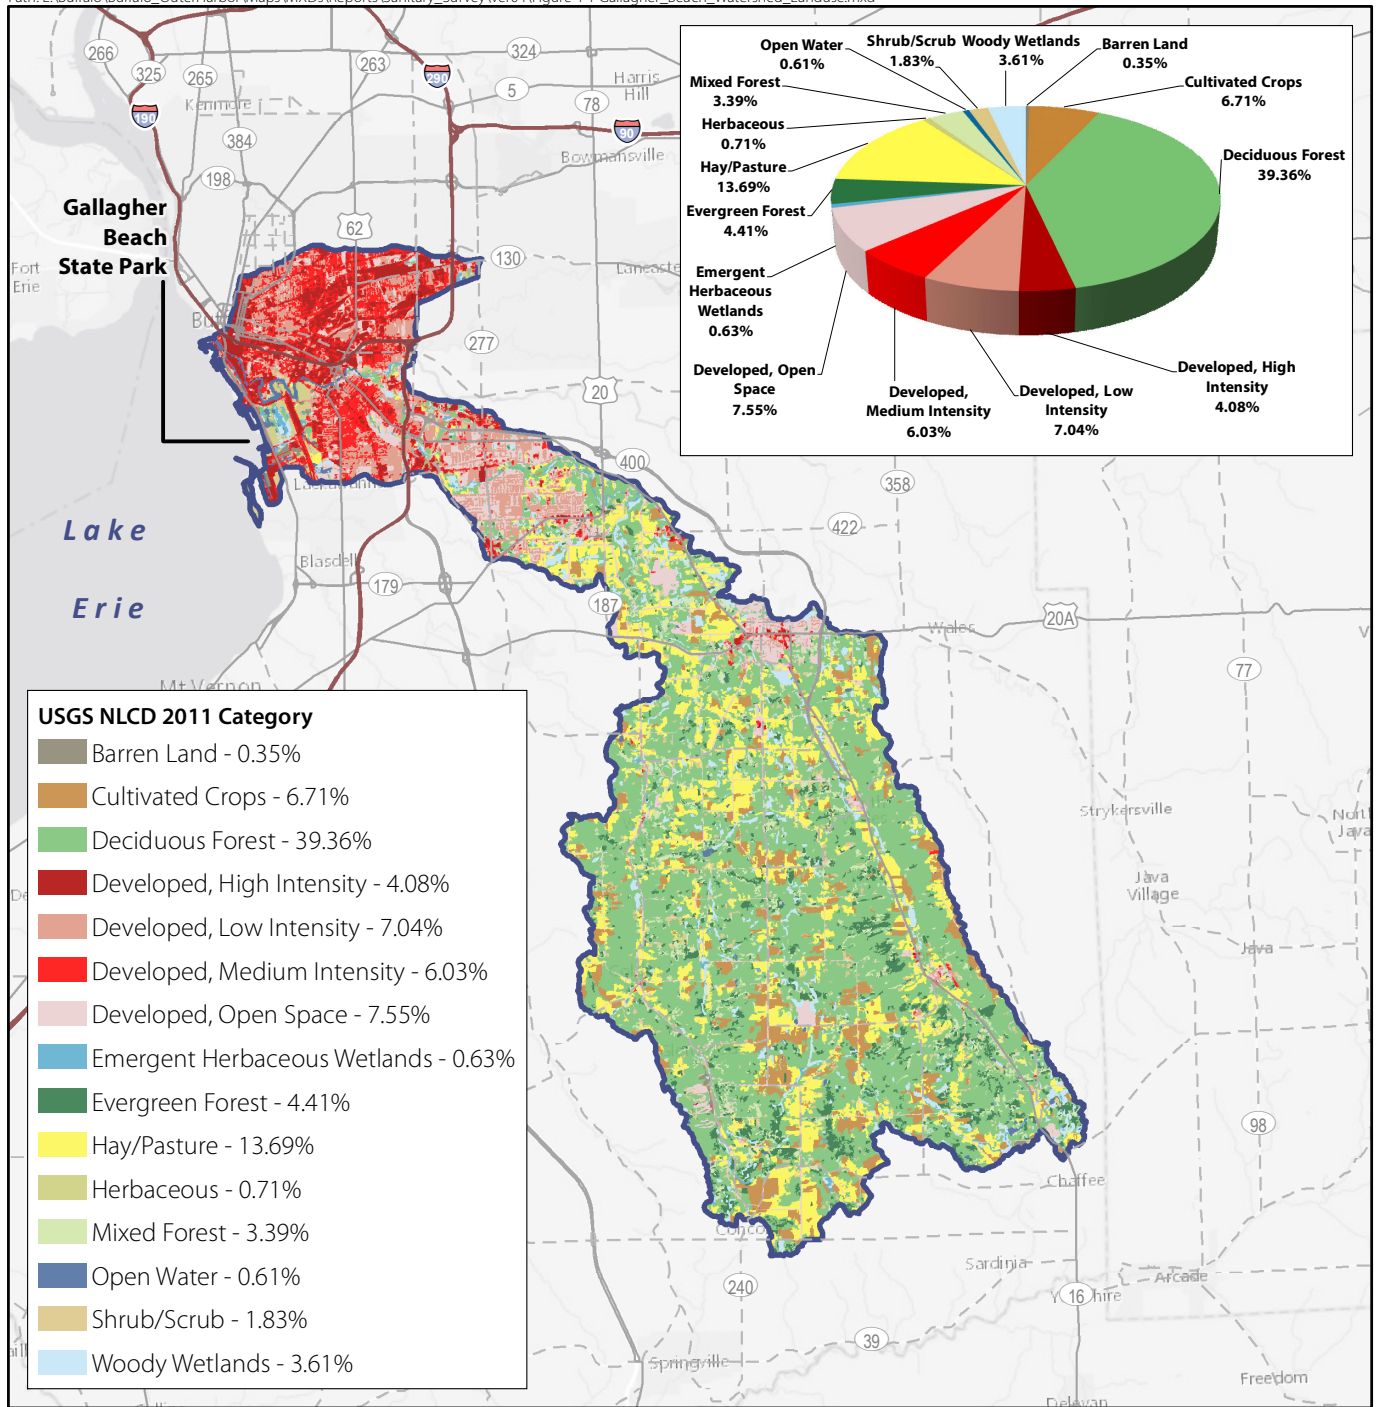 Open Water
0.61%
Shrub/Scrub
1.83%
Woody Wetlands
3.61%
Barren Land
0.35%
Mixed Forest
3.39%
Cultivated Crops
6.71%
Herbaceous
0.71%
Hay/Pasture
13.69%
Deciduous Forest
39.36%
Evergreen Forest
4.41%
Emergent
Herbaceous
Wetlands
0.63%
Developed, Open
Space
7.55%
Developed,
Medium Intensity
6.03%
Developed, Low
Intensity
7.04%
Developed, High
Intensity
4.08%
266
325
265
263
290
324
5
Harris
Hill
78
Kenmore
190
90
384
Bowmansville
198
Gallagher
Beach
State Park
62
130
Fort
Erie
277
20
400
358
422
Lake
Erie
Blasdell
179
187
20A
Wales
77
Mt Vernon
USGS NLCD 2011 Category
Barren Land - 0.35%
Cultivated Crops - 6.71%
Deciduous Forest - 39.36%
Developed, High Intensity - 4.08%
Developed, Low Intensity - 7.04%
Developed, Medium Intensity - 6.03%
Developed, Open Space - 7.55%
Emergent Herbaceous Wetlands - 0.63%
Evergreen Forest - 4.41%
Hay/Pasture - 13.69%
Herbaceous - 0.71%
Mixed Forest - 3.39%
Open Water - 0.61%
Shrub/Scrub - 1.83%
Woody Wetlands - 3.61%
Strykersville
North
Java
Java
Village
Java
98
Chaffee
Sardinia
Arcade
240
16
39
Springville
Freedom
Delevan